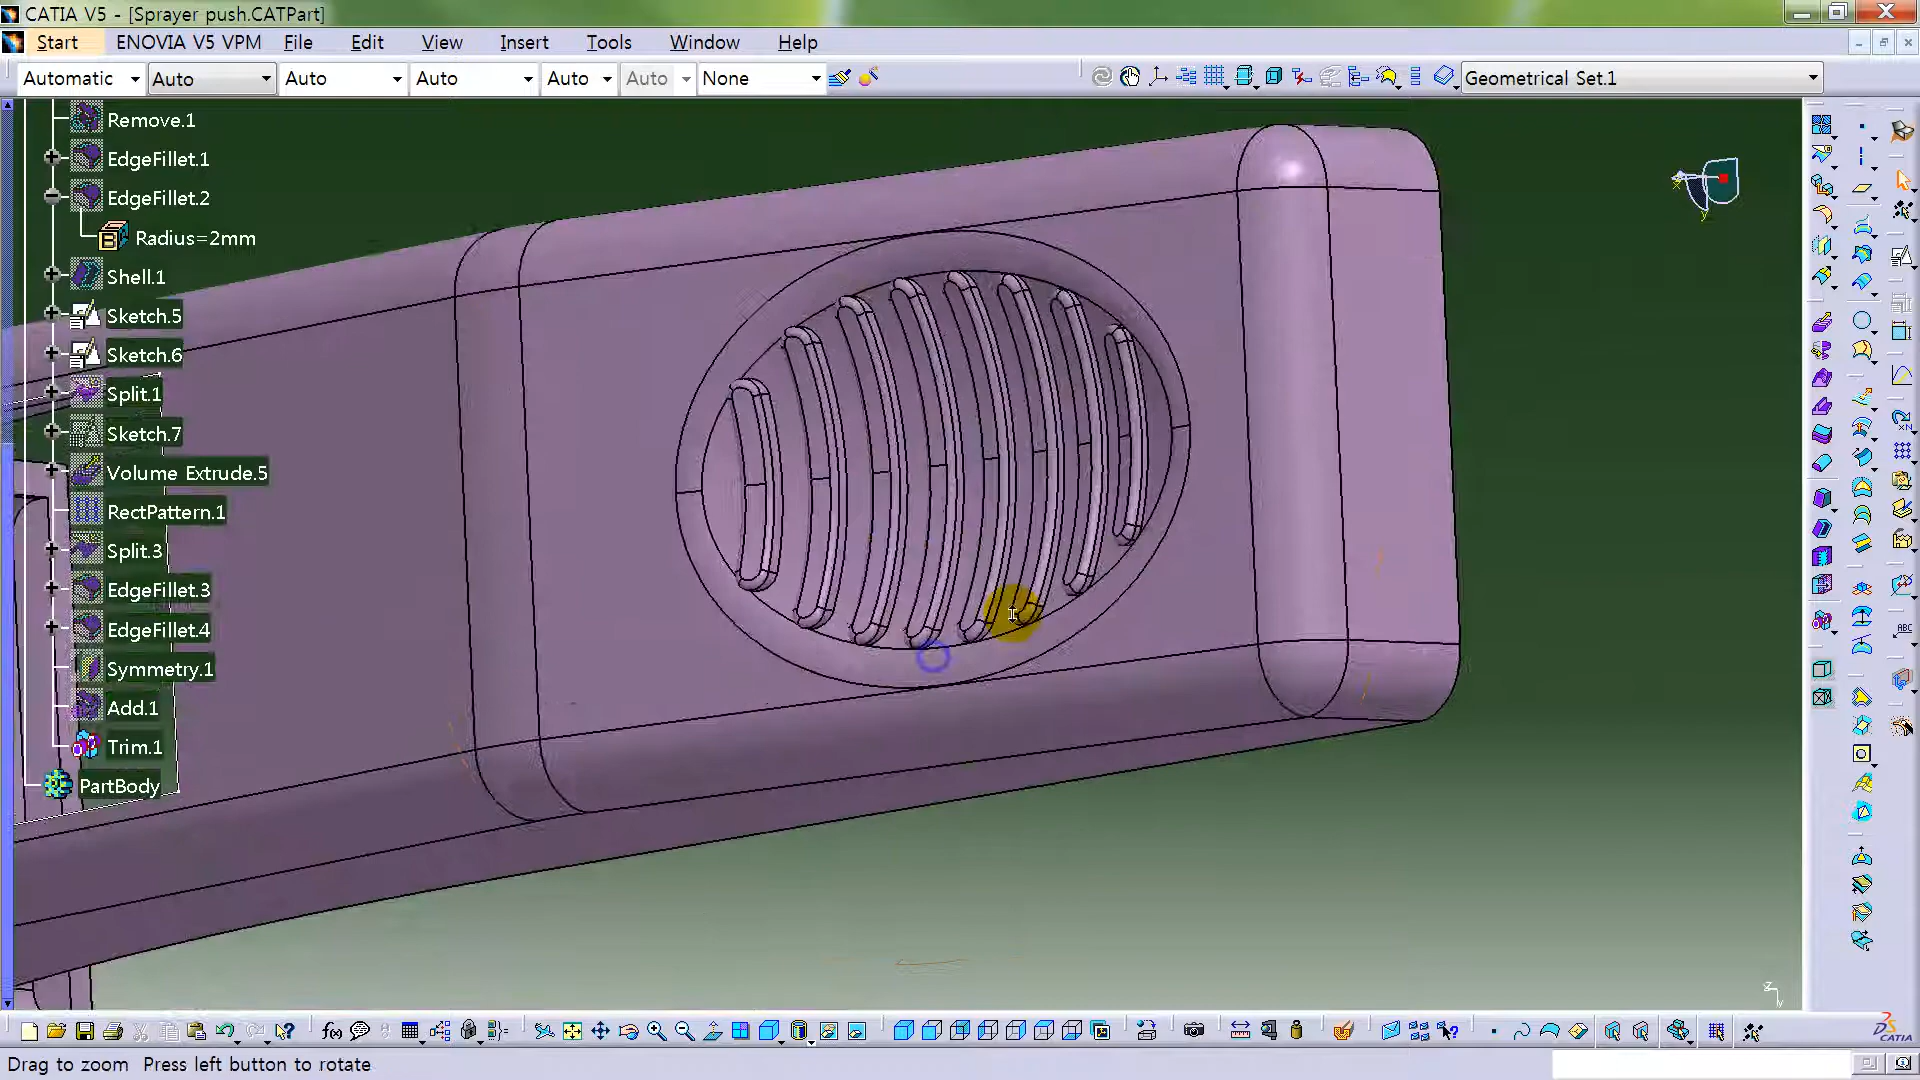 CATIA V5 - [Sprayer push.CATPart]
Start ENOVIA V5 VPM File Edit View Insert Tools Window Help
Automatic Auto Auto Auto Auto Auto None Geometrical Set.1
Remove.1
EdgeFillet.1
EdgeFillet.2
Radius=2mm
Shell.1
Sketch.5
Sketch.6
Split.1
Sketch.7
Volume Extrude.5
RectPattern.1
Split.3
EdgeFillet.3
EdgeFillet.4
Symmetry.1
Add.1
Trim.1
PartBody
ABC
f(x)
CATIA
Drag to zoom Press left button to rotate